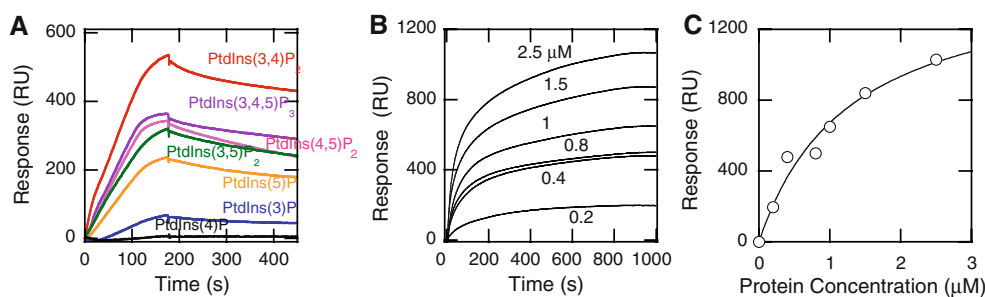 A
Response (RU)
600
400
200
0
PtdIns(3,4)P2
PtdIns(3,4,5)P3
PtdIns(4,5)P2
PtdIns(3,5)P2
PtdIns(5)P
PtdIns(3)P
PtdIns(4)P
0 100 200 300 400
Time (s)
B
Response (RU)
1200
800
400
0
2.5 μM
1.5
1
0.8
0.4
0.2
0 200 400 600 800 1000
Time (s)
C
Response (RU)
1200
800
400
0
0 1 2 3
Protein Concentration (μM)